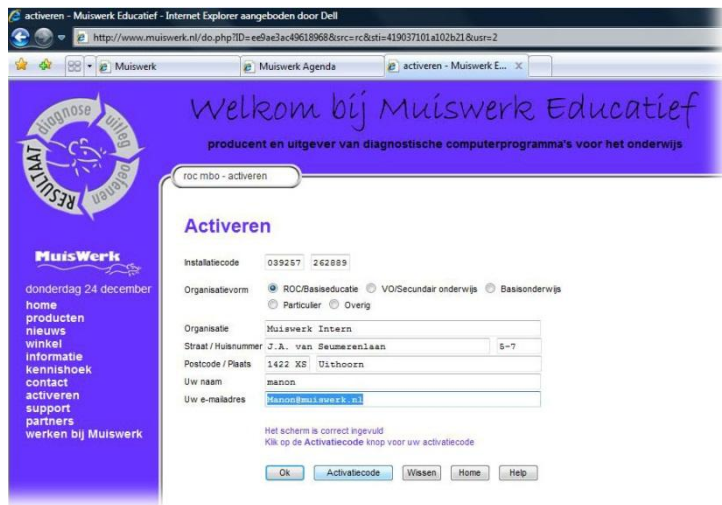 activeren - Muiswerk Educatief - Internet Explorer aangeboden door Dell
http://www.muiswerk.nl/do.php?ID=ee9ae3ac49618968&src=rc&sti=419037101a102b21&usr=2
Muiswerk
Muiswerk Agenda
activeren - Muiswerk E...
diagnose uitleg oefenen RESULTAAT
Welkom bij Muiswerk Educatief
producent en uitgever van diagnostische computerprogramma's voor het onderwijs
roc mbo - activeren
MuisWerk
donderdag 24 december
home
producten
nieuws
winkel
informatie
kennishoek
contact
activeren
support
partners
werken bij Muiswerk
Activeren
Installatiecode 039257 262889
Organisatievorm ROC/Basiseducatie VO/Secundair onderwijs Basisonderwijs
Particulier Overig
Organisatie Muiswerk Intern
Straat / Huisnummer J.A. van Seumerenlaan 5-7
Postcode / Plaats 1422 XS Uithoorn
Uw naam manon
Uw e-mailadres Manon@muiswerk.nl
Het scherm is correct ingevuld
Klik op de Activatiecode knop voor uw activatiecode
Ok Activatiecode Wissen Home Help